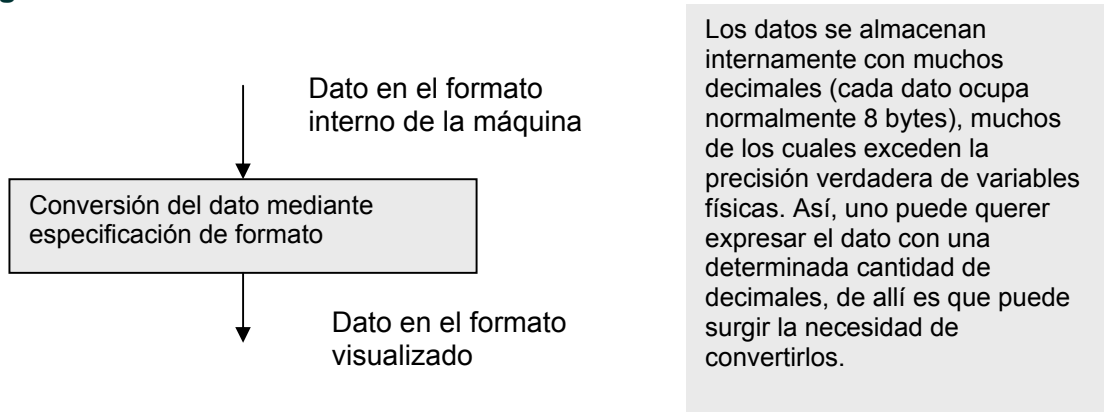 Dato en el formato
interno de la máquina
Conversión del dato mediante
especificación de formato
Dato en el formato
visualizado
Los datos se almacenan
internamente con muchos
decimales (cada dato ocupa
normalmente 8 bytes), muchos
de los cuales exceden la
precisión verdadera de variables
físicas. Así, uno puede querer
expresar el dato con una
determinada cantidad de
decimales, de allí es que puede
surgir la necesidad de
convertirlos.